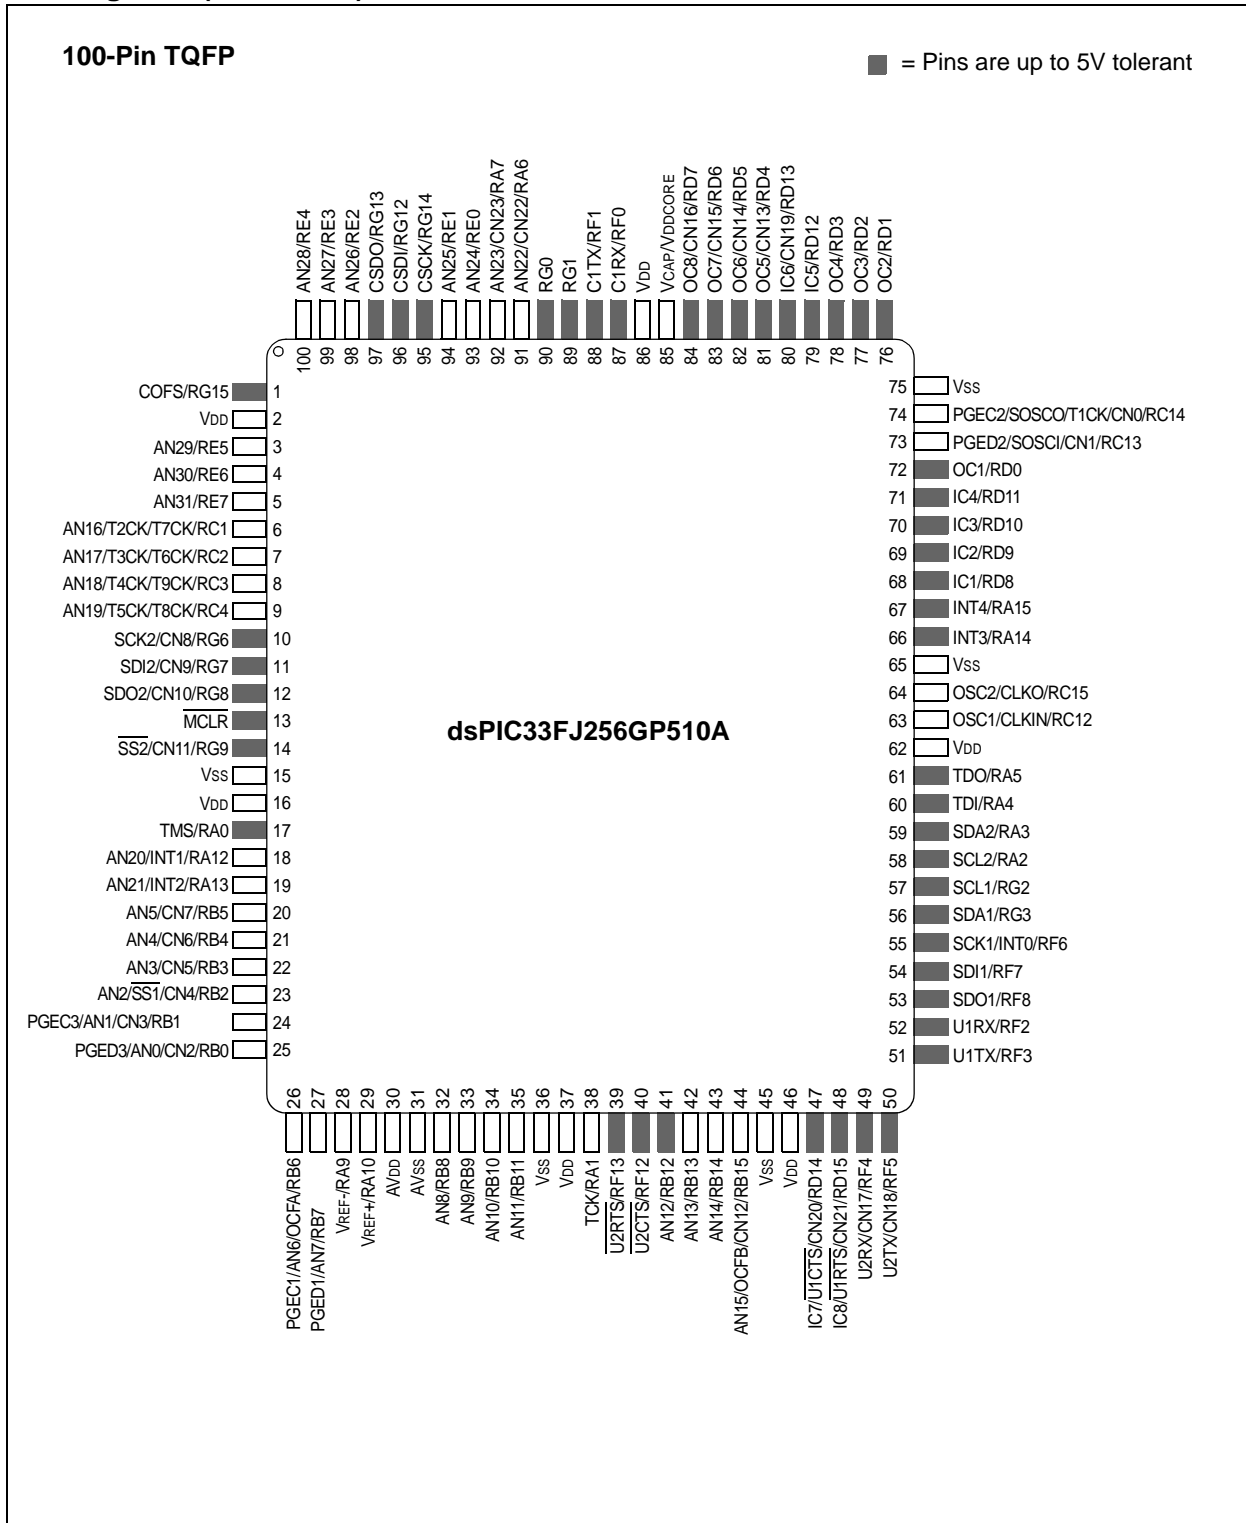 100-Pin TQFP
= Pins are up to 5V tolerant
AN28/RE4
AN27/RE3
AN26/RE2
CSDO/RG13
CSDI/RG12
CSCK/RG14
AN25/RE1
AN24/RE0
AN23/CN23/RA7
AN22/CN22/RA6
RG0
RG1
C1TX/RF1
C1RX/RF0
VDD
VCAP/VDDCORE
OC8/CN16/RD7
OC7/CN15/RD6
OC6/CN14/RD5
OC5/CN13/RD4
IC6/CN19/RD13
IC5/RD12
OC4/RD3
OC3/RD2
OC2/RD1
100 99 98 97 96 95 94 93 92 91 90 89 88 87 86 85 84 83 82 81 80 79 78 77 76
COFS/RG15 1
VDD 2
AN29/RE5 3
AN30/RE6 4
AN31/RE7 5
AN16/T2CK/T7CK/RC1 6
AN17/T3CK/T6CK/RC2 7
AN18/T4CK/T9CK/RC3 8
AN19/T5CK/T8CK/RC4 9
SCK2/CN8/RG6 10
SDI2/CN9/RG7 11
SDO2/CN10/RG8 12
MCLR 13
SS2/CN11/RG9 14
VSS 15
VDD 16
TMS/RA0 17
AN20/INT1/RA12 18
AN21/INT2/RA13 19
AN5/CN7/RB5 20
AN4/CN6/RB4 21
AN3/CN5/RB3 22
AN2/SS1/CN4/RB2 23
PGEC3/AN1/CN3/RB1 24
PGED3/AN0/CN2/RB0 25
dsPIC33FJ256GP510A
75 VSS
74 PGEC2/SOSCO/T1CK/CN0/RC14
73 PGED2/SOSCI/CN1/RC13
72 OC1/RD0
71 IC4/RD11
70 IC3/RD10
69 IC2/RD9
68 IC1/RD8
67 INT4/RA15
66 INT3/RA14
65 VSS
64 OSC2/CLKO/RC15
63 OSC1/CLKIN/RC12
62 VDD
61 TDO/RA5
60 TDI/RA4
59 SDA2/RA3
58 SCL2/RA2
57 SCL1/RG2
56 SDA1/RG3
55 SCK1/INT0/RF6
54 SDI1/RF7
53 SDO1/RF8
52 U1RX/RF2
51 U1TX/RF3
26 27 28 29 30 31 32 33 34 35 36 37 38 39 40 41 42 43 44 45 46 47 48 49 50
PGEC1/AN6/OCFA/RB6
PGED1/AN7/RB7
VREF-/RA9
VREF+/RA10
AVDD
AVSS
AN8/RB8
AN9/RB9
AN10/RB10
AN11/RB11
VSS
VDD
TCK/RA1
U2RTS/RF13
U2CTS/RF12
AN12/RB12
AN13/RB13
AN14/RB14
AN15/OCFB/CN12/RB15
VSS
VDD
IC7/U1CTS/CN20/RD14
IC8/U1RTS/CN21/RD15
U2RX/CN17/RF4
U2TX/CN18/RF5